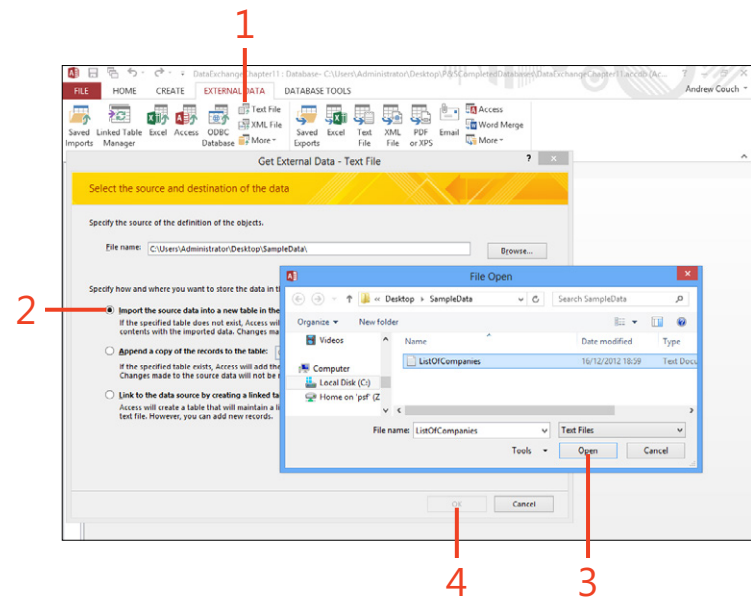 1
DataExchangeChapter11 : Database- C:\Users\Administrator\Desktop\P&SCompletedDatabases\DataExchangeChapter11.accdb (Ac... ?
FILE HOME CREATE EXTERNAL DATA DATABASE TOOLS Andrew Couch
Saved Imports
Linked Table Manager
Excel
Access
ODBC Database
Text File
XML File
More
Saved Exports
Excel
Text File
XML File
PDF or XPS
Email
Access
Word Merge
More
Get External Data - Text File ?
Select the source and destination of the data
Specify the source of the definition of the objects.
File name: C:\Users\Administrator\Desktop\SampleData\ Browse...
Specify how and where you want to store the data in t
2
Import the source data into a new table in the
If the specified table does not exist, Access wil
contents with the imported data. Changes ma
Append a copy of the records to the table:
If the specified table exists, Access will add the
Changes made to the source data will not be
Link to the data source by creating a linked ta
Access will create a table that will maintain a li
text file. However, you can add new records.
File Open
« Desktop SampleData Search SampleData
Organize New folder
Videos
Computer
Local Disk (C:)
Home on 'psf' (Z
Name Date modified Type
ListOfCompanies 16/12/2012 18:59 Text Docu
File name: ListOfCompanies Text Files
Tools Open Cancel
OK Cancel
4 3